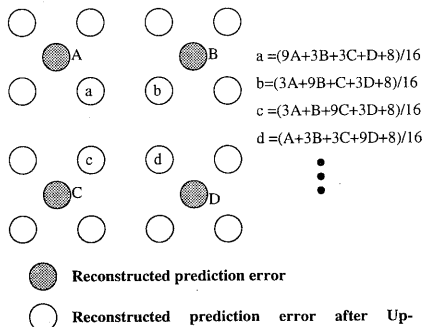 A
B
a
b
c
d
C
D
a =(9A+3B+3C+D+8)/16
b=(3A+9B+C+3D+8)/16
c =(3A+B+9C+3D+8)/16
d =(A+3B+3C+9D+8)/16
Reconstructed prediction error
Reconstructed prediction error after Up-